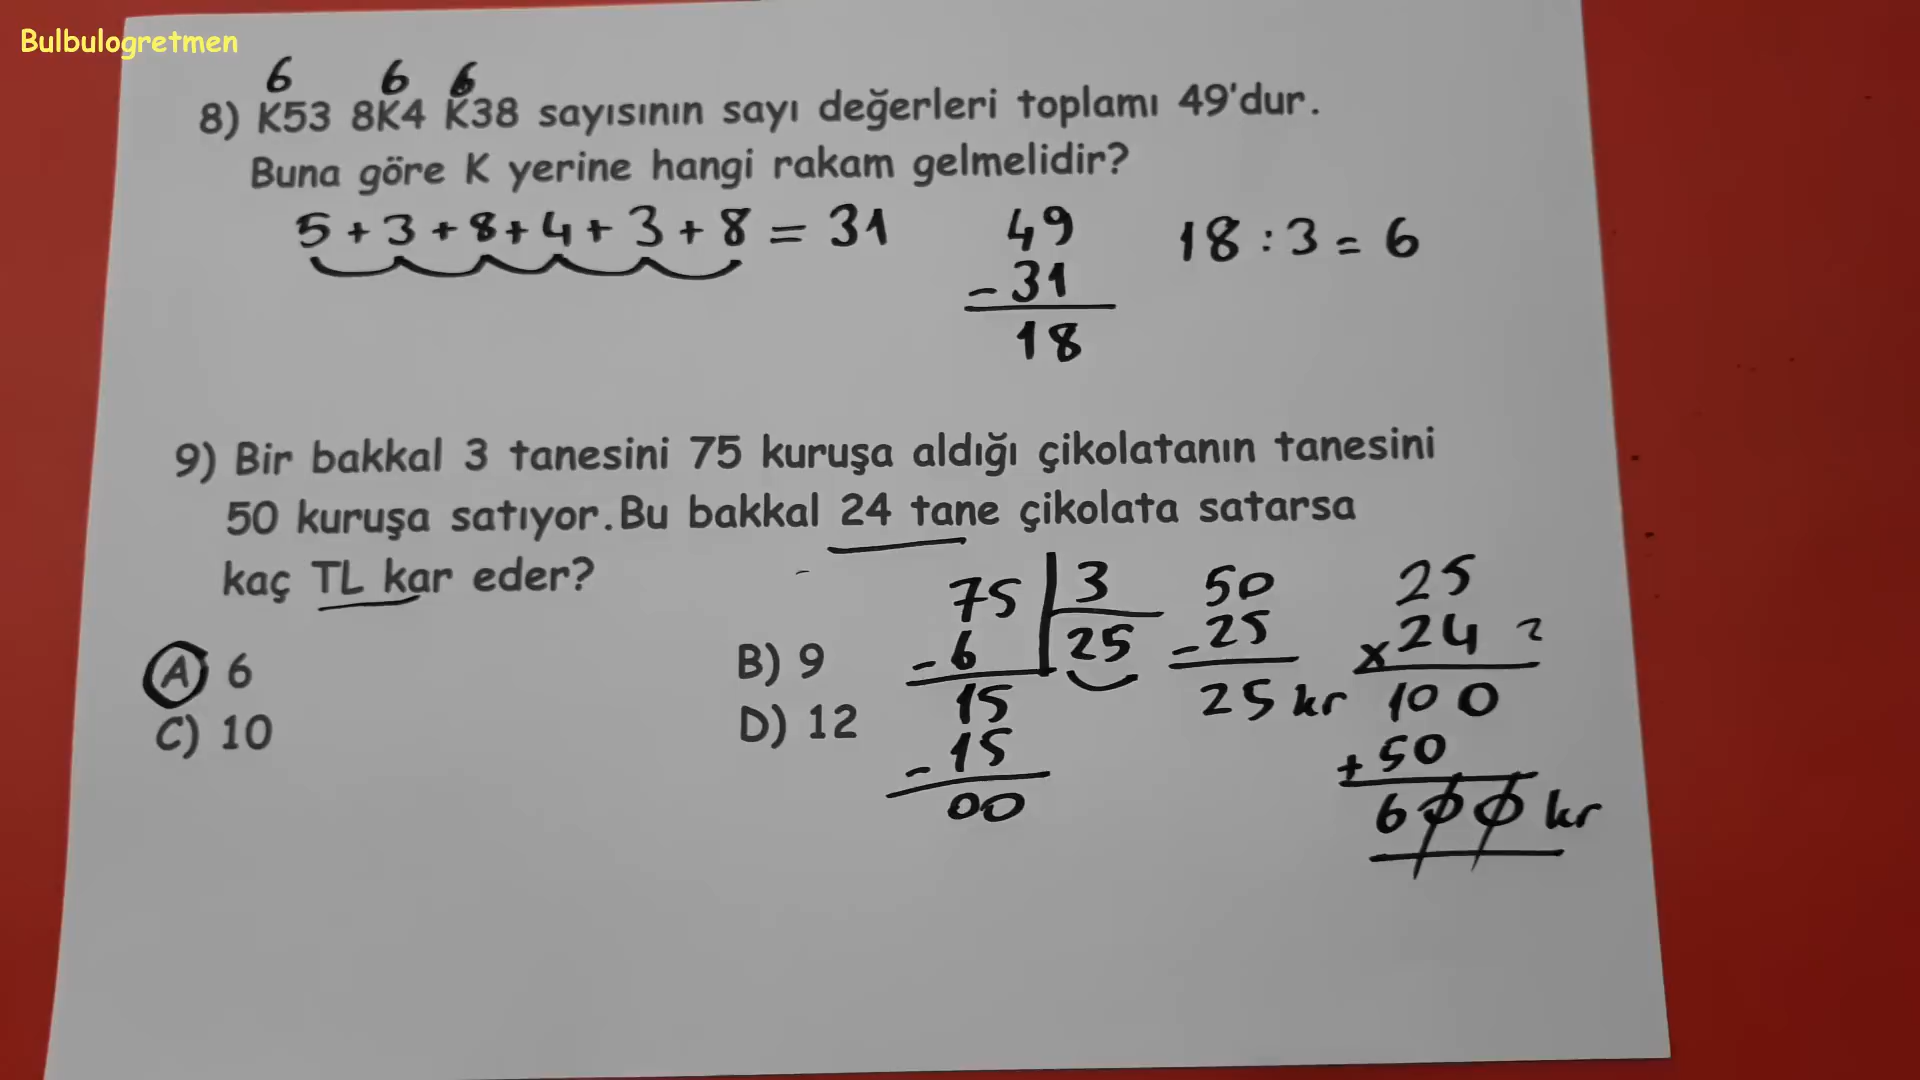 Bulbulogretmen
6 6 6
8) K53 8K4 K38 sayısının sayı değerleri toplamı 49'dur.
Buna göre K yerine hangi rakam gelmelidir?
5 + 3 + 8 + 4 + 3 + 8 = 31
49
- 31
18
18 : 3 = 6
9) Bir bakkal 3 tanesini 75 kuruşa aldığı çikolatanın tanesini
50 kuruşa satıyor. Bu bakkal 24 tane çikolata satarsa
kaç TL kar eder?
A) 6
B) 9
C) 10
D) 12
75 3
- 6 25
15
- 15
00
50
- 25
25 kr
25
x 24 2
100
+ 50
600 kr